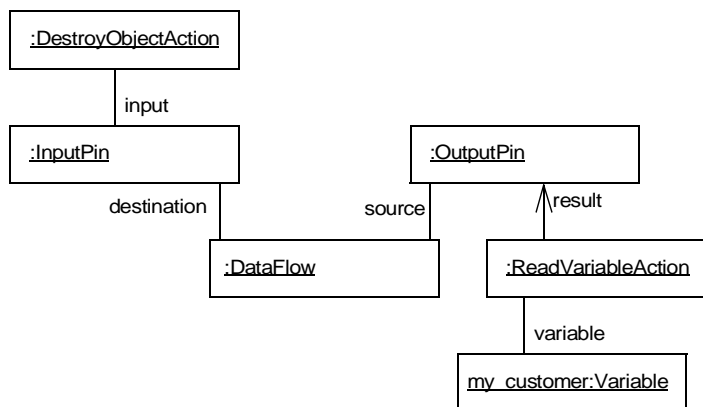 :DestroyObjectAction
input
:InputPin
:OutputPin
destination
source
result
:DataFlow
:ReadVariableAction
variable
my_customer:Variable